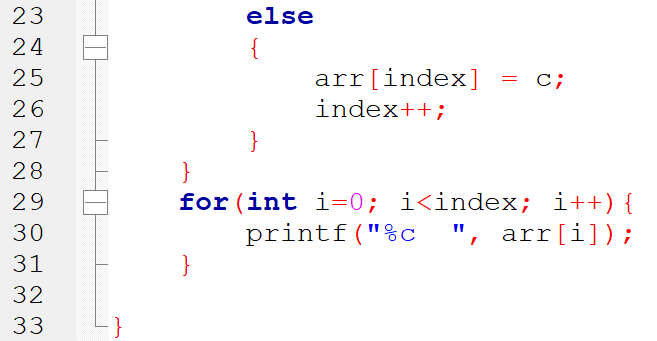 23 else
24 {
25 arr[index] = c;
26 index++;
27 }
28 }
29 for(int i=0; i<index; i++){
30 printf("%c  ", arr[i]);
31 }
32
33 }